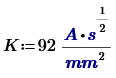 K:=92 A•s^(1/2) / mm^2